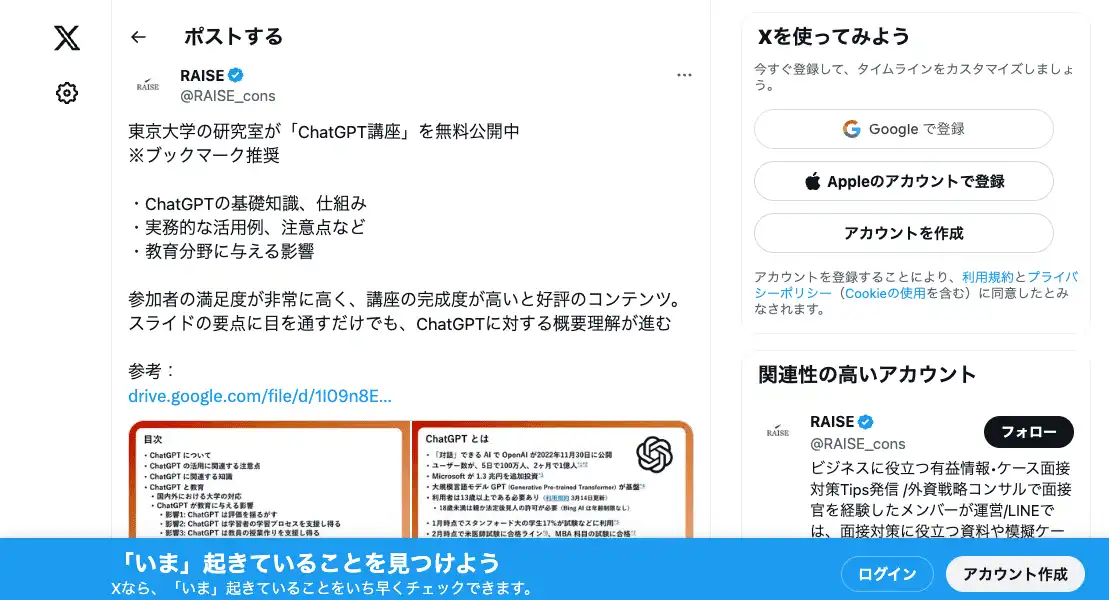 ポストする
RAISE
RAISE
@RAISE_cons
東京大学の研究室が「ChatGPT講座」を無料公開中
※ブックマーク推奨
・ChatGPTの基礎知識、仕組み
・実務的な活用例、注意点など
・教育分野に与える影響
参加者の満足度が非常に高く、講座の完成度が高いと好評のコンテンツ。
スライドの要点に目を通すだけでも、ChatGPTに対する概要理解が進む
参考：
drive.google.com/file/d/1I09n8E…
目次
・ChatGPT について
・ChatGPT の活用に関連する注意点
・ChatGPT に関連する知識
・ChatGPT と教育
・国内外における大学の対応
・ChatGPT が教育に与える影響
・影響1: ChatGPT は評価を揺るがす
・影響2: ChatGPT は学習者の学習プロセスを支援し得る
・影響3: ChatGPT は教員の授業作りを支援し得る
ChatGPT とは
・「対話」できる AI で OpenAI が2022年11月30日に公開
・ユーザー数が、5日で100万人、2ヶ月で1億人
・Microsoft が 1.3 兆円を追加投資
・大規模言語モデル GPT (Generative Pre-trained Transformer) が基盤
・利用者は13歳以上である必要あり (利用規約 3月14日更新)
・18歳未満は親か法定後見人の許可が必要 (Bing AI は年齢制限なし)
・1月時点でスタンフォード大の学生17%が試験などに利用
・2月時点で米医師試験に合格ライン、MBA 科目の試験に合格
Xを使ってみよう
今すぐ登録して、タイムラインをカスタマイズしましょ
う。
Google で登録
Appleのアカウントで登録
アカウントを作成
アカウントを登録することにより、利用規約とプライバ
シーポリシー（Cookieの使用を含む）に同意したとみ
なされます。
関連性の高いアカウント
RAISE
RAISE
@RAISE_cons
フォロー
ビジネスに役立つ有益情報•ケース面接
対策Tips発信 /外資戦略コンサルで面接
官を経験したメンバーが運営/LINEで
は、面接対策に役立つ資料や模擬ケー
「いま」起きていることを見つけよう
Xなら、「いま」起きていることをいち早くチェックできます。
ログイン
アカウント作成